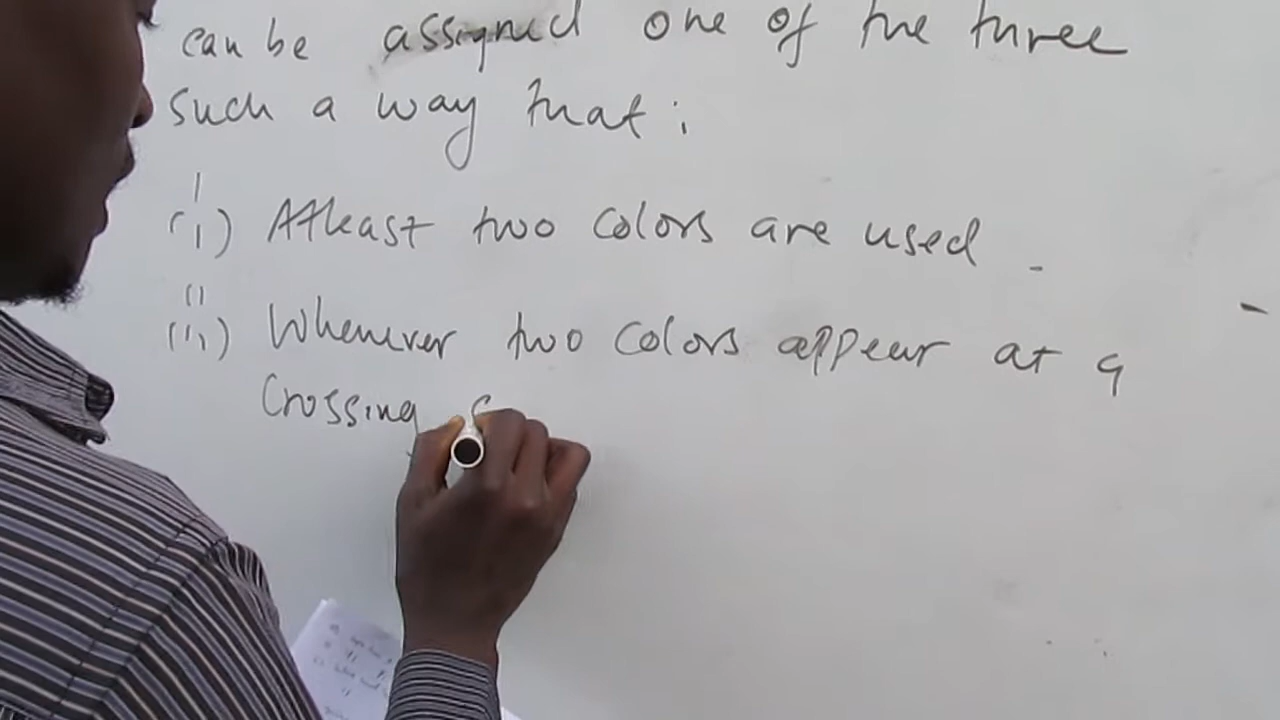 can be assigned one of the three
such a way that :
(i) Atleast two colors are used .
(ii) Whenever two colors appear at a
Crossing